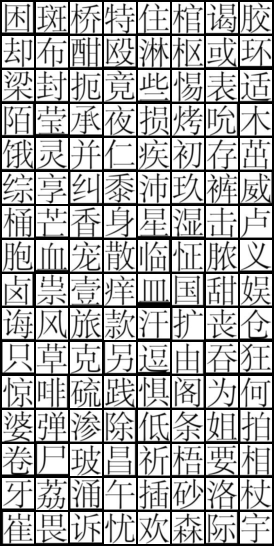 困斑桥特住棺谒胶
却布酣殴淋枢或环
梁封扼竞些惕表适
陌莹承夜损烤吮木
饿灵并仁疾初存茁
综享纠黍沛玖裤威
桶芒香身星湿击卢
胞血宠散临怔脓义
卤祟壹痒皿国甜娱
诲风旅款汗扩丧仓
只草克另逗由吞狂
惊啡硫践惧阁为何
婆弹渗除低条姐拍
卷尸玻昌祈梧要相
牙荔涌午插砂洛杖
崔畏诉忧欢森际宇